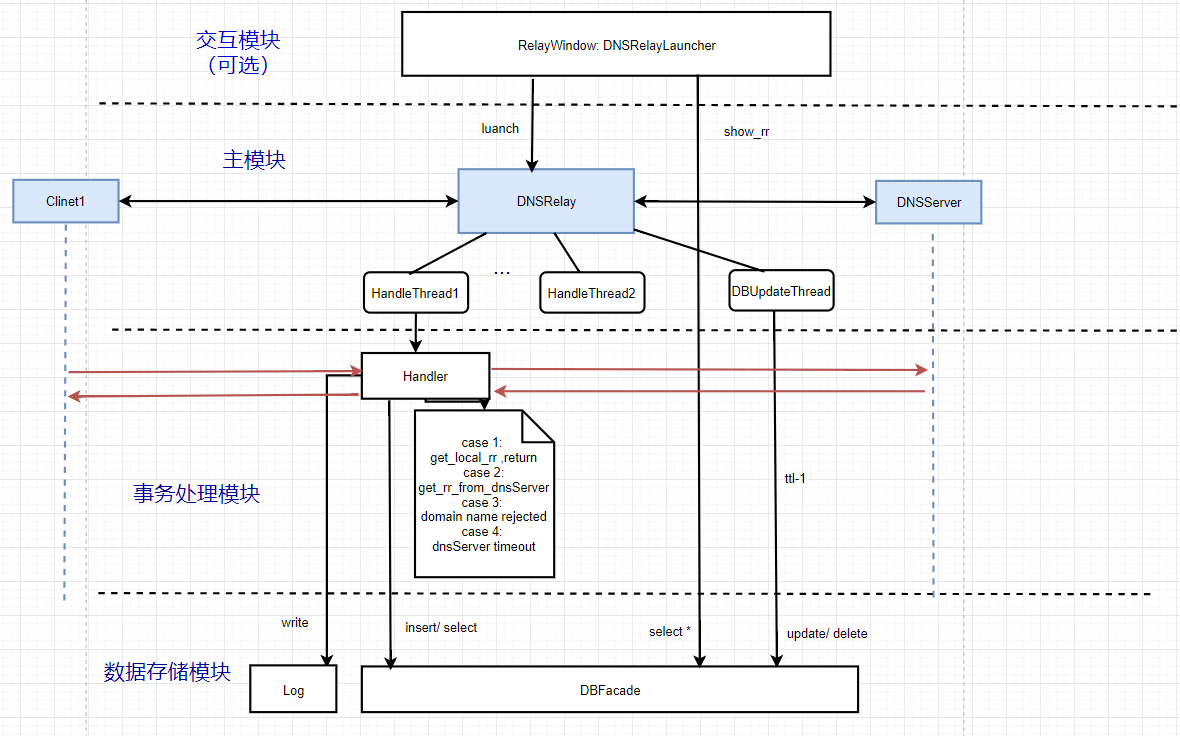 交互模块
（可选）
RelayWindow: DNSRelayLauncher
luanch
show_rr
主模块
Clinet1
DNSRelay
DNSServer
...
HandleThread1
HandleThread2
DBUpdateThread
Handler
case 1:
get_local_rr ,return
case 2:
get_rr_from_dnsServer
case 3:
domain name rejected
case 4:
dnsServer timeout
事务处理模块
ttl-1
write
insert/ select
select *
update/ delete
数据存储模块
Log
DBFacade